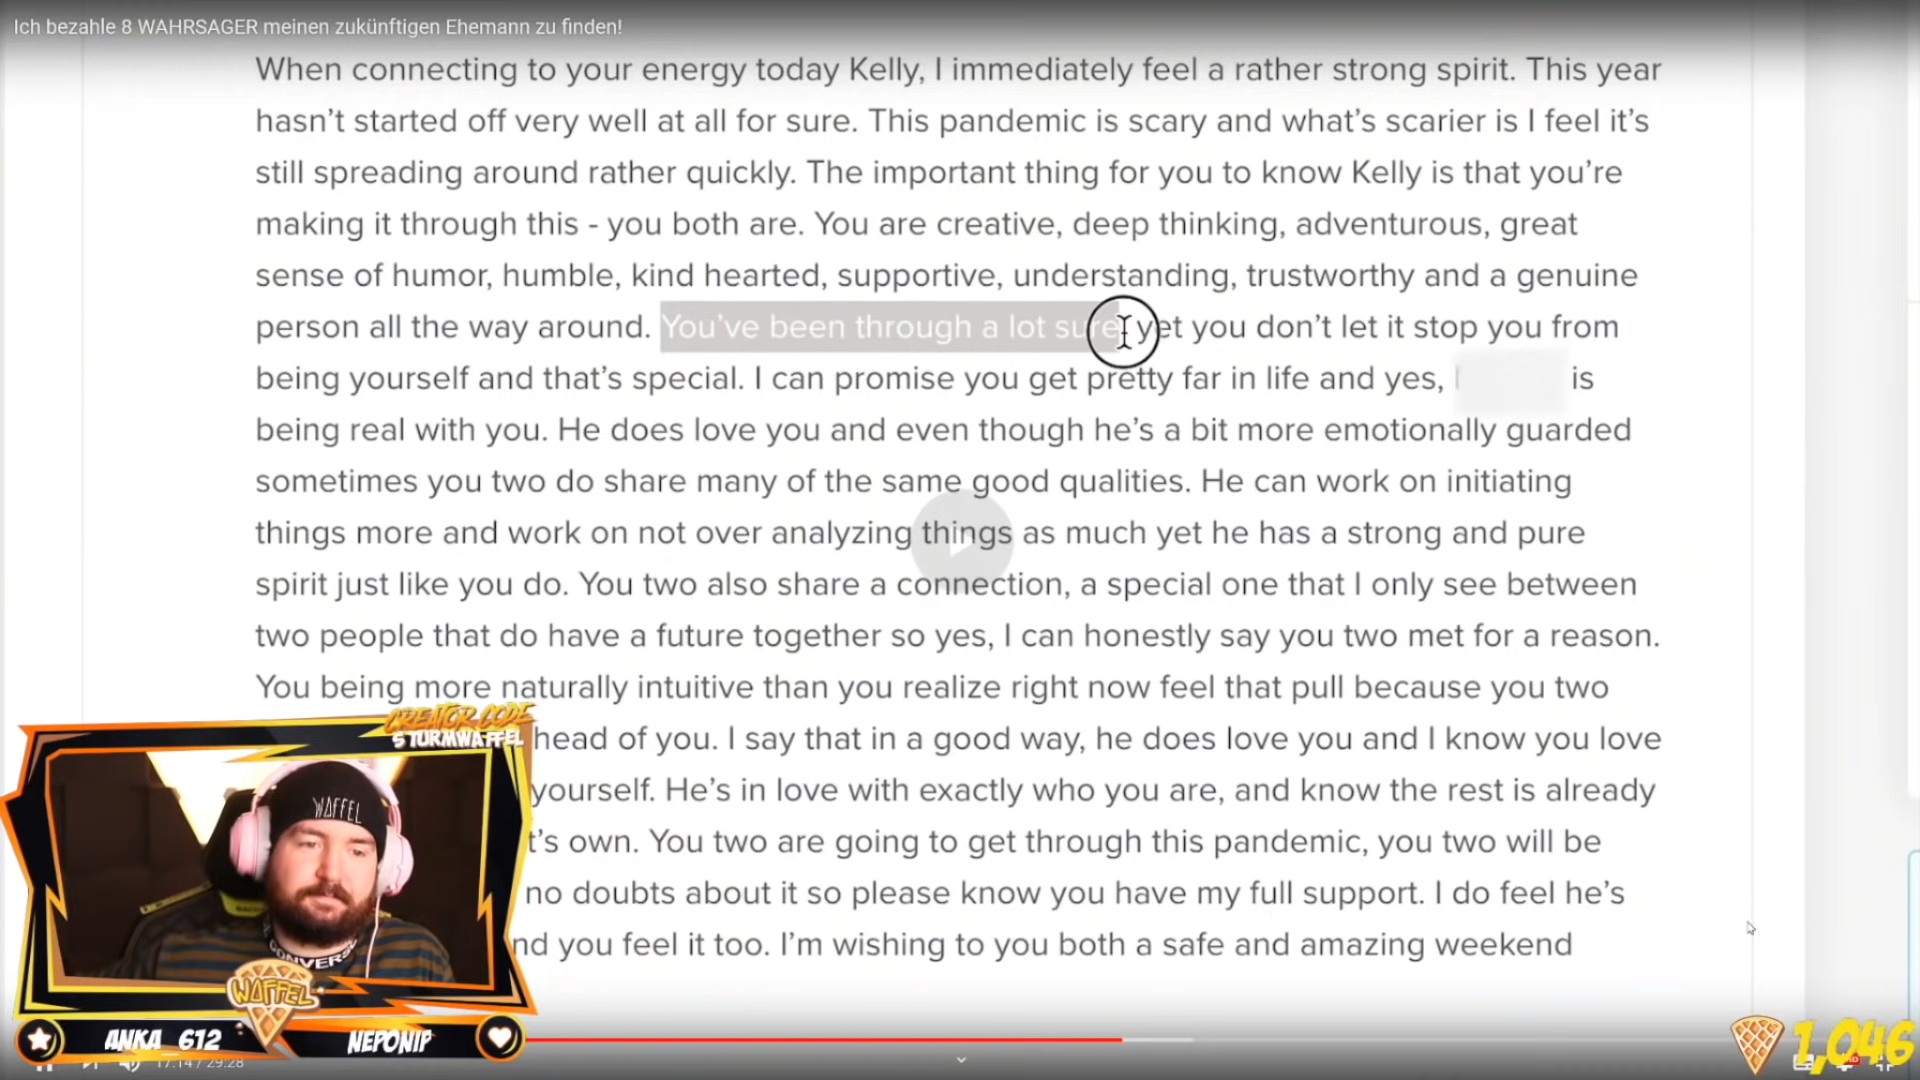 Ich bezahle 8 WAHRSAGER meinen zukünftigen Ehemann zu finden!
When connecting to your energy today Kelly, I immediately feel a rather strong spirit. This year
hasn't started off very well at all for sure. This pandemic is scary and what's scarier is I feel it's
still spreading around rather quickly. The important thing for you to know Kelly is that you're
making it through this - you both are. You are creative, deep thinking, adventurous, great
sense of humor, humble, kind hearted, supportive, understanding, trustworthy and a genuine
person all the way around. You've been through a lot sure yet you don't let it stop you from
being yourself and that's special. I can promise you get pretty far in life and yes, is
being real with you. He does love you and even though he's a bit more emotionally guarded
sometimes you two do share many of the same good qualities. He can work on initiating
things more and work on not over analyzing things as much yet he has a strong and pure
spirit just like you do. You two also share a connection, a special one that I only see between
two people that do have a future together so yes, I can honestly say you two met for a reason.
You being more naturally intuitive than you realize right now feel that pull because you two
head of you. I say that in a good way, he does love you and I know you love
yourself. He's in love with exactly who you are, and know the rest is already
t's own. You two are going to get through this pandemic, you two will be
no doubts about it so please know you have my full support. I do feel he's
nd you feel it too. I'm wishing to you both a safe and amazing weekend
CREATOR CODE
STURMWAFFEL
WAFFEL
CONVERS
WAFFEL
ANKA_612
NEPONIP
17:14 / 29:28
1,046
HD